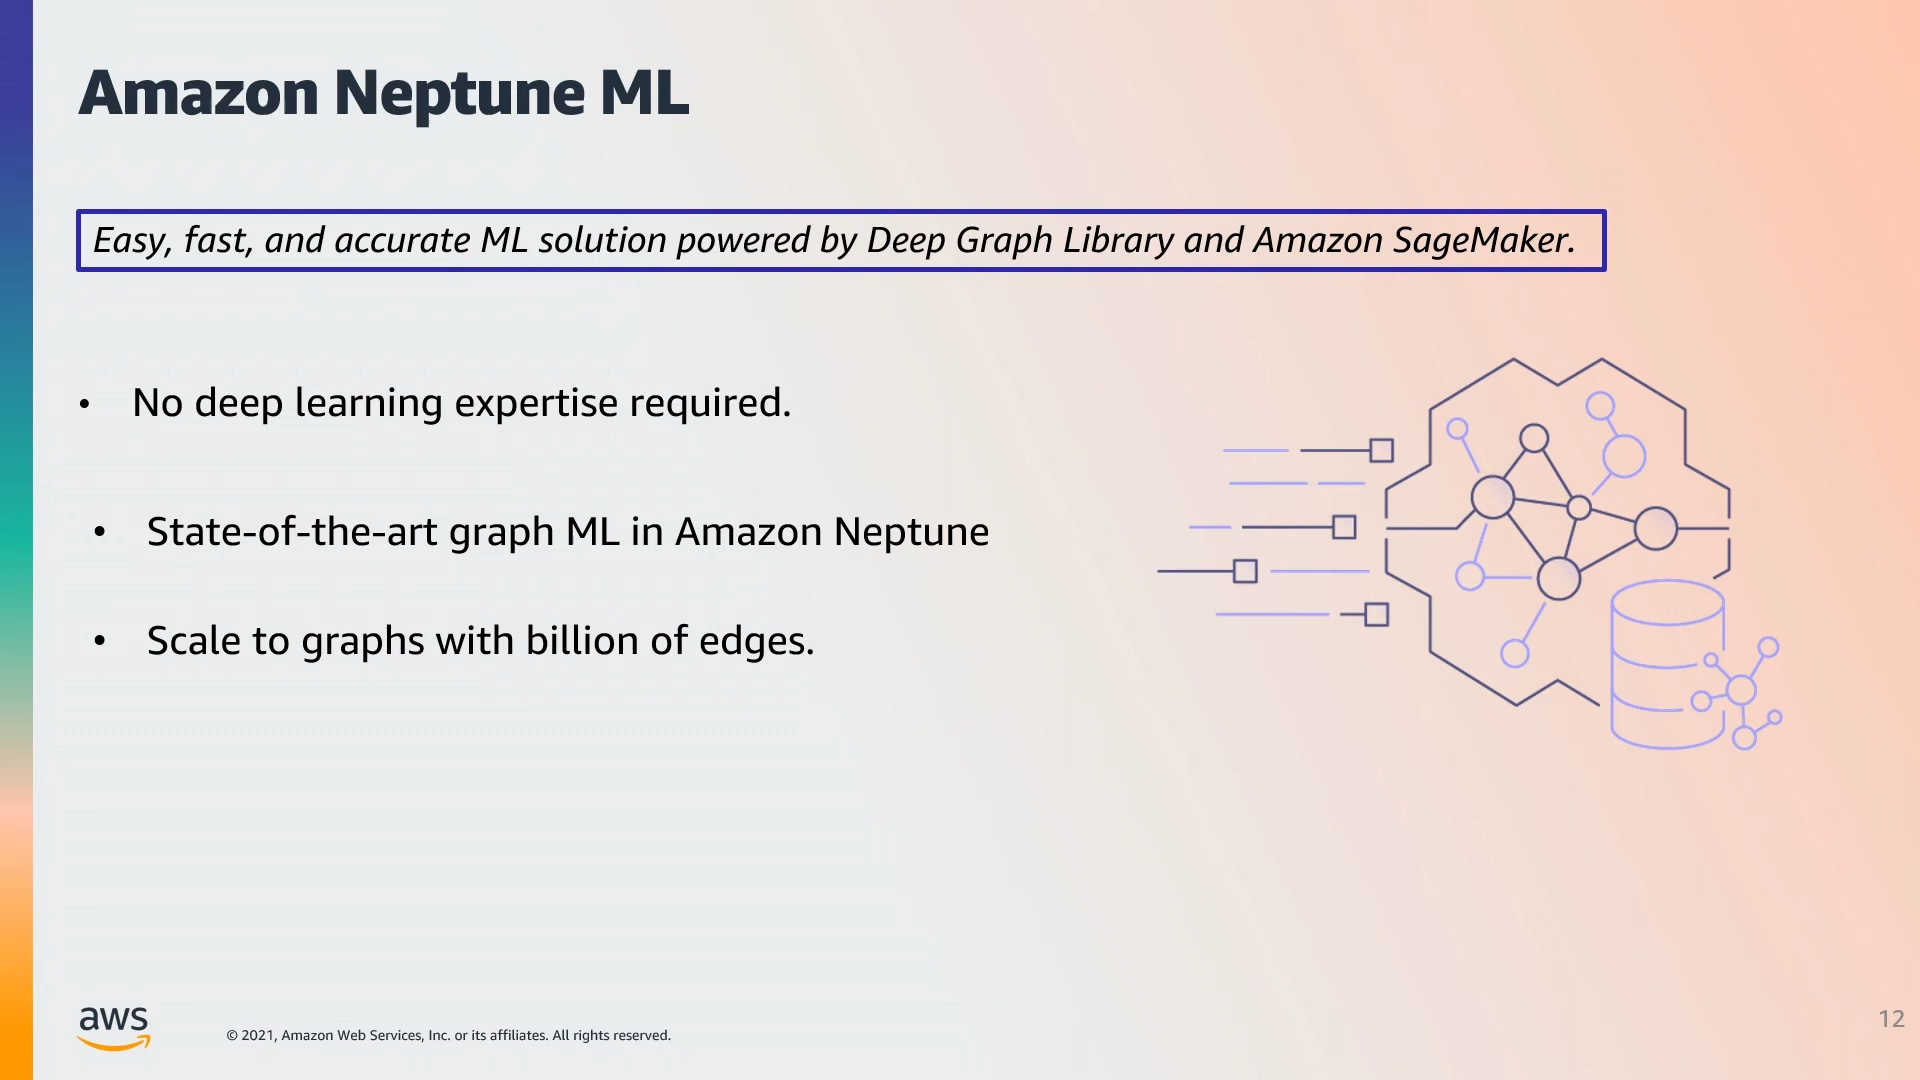 Amazon Neptune ML
Easy, fast, and accurate ML solution powered by Deep Graph Library and Amazon SageMaker.
• No deep learning expertise required.
• State-of-the-art graph ML in Amazon Neptune
• Scale to graphs with billion of edges.
aws
© 2021, Amazon Web Services, Inc. or its affiliates. All rights reserved.
12